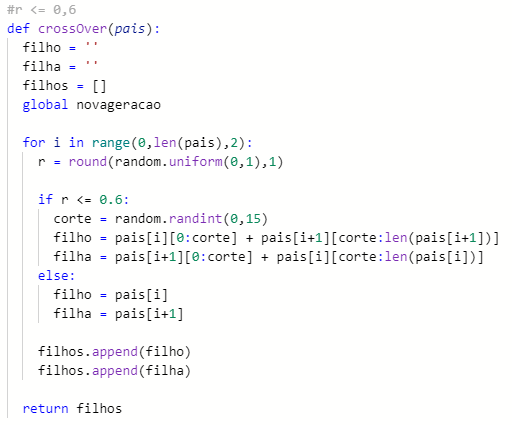 #r <= 0,6
def crossOver(pais):
  filho = ''
  filha = ''
  filhos = []
  global novageracao

  for i in range(0,len(pais),2):
    r = round(random.uniform(0,1),1)

    if r <= 0.6:
      corte = random.randint(0,15)
      filho = pais[i][0:corte] + pais[i+1][corte:len(pais[i+1])]
      filha = pais[i+1][0:corte] + pais[i][corte:len(pais[i])]
    else:
      filho = pais[i]
      filha = pais[i+1]

    filhos.append(filho)
    filhos.append(filha)

  return filhos